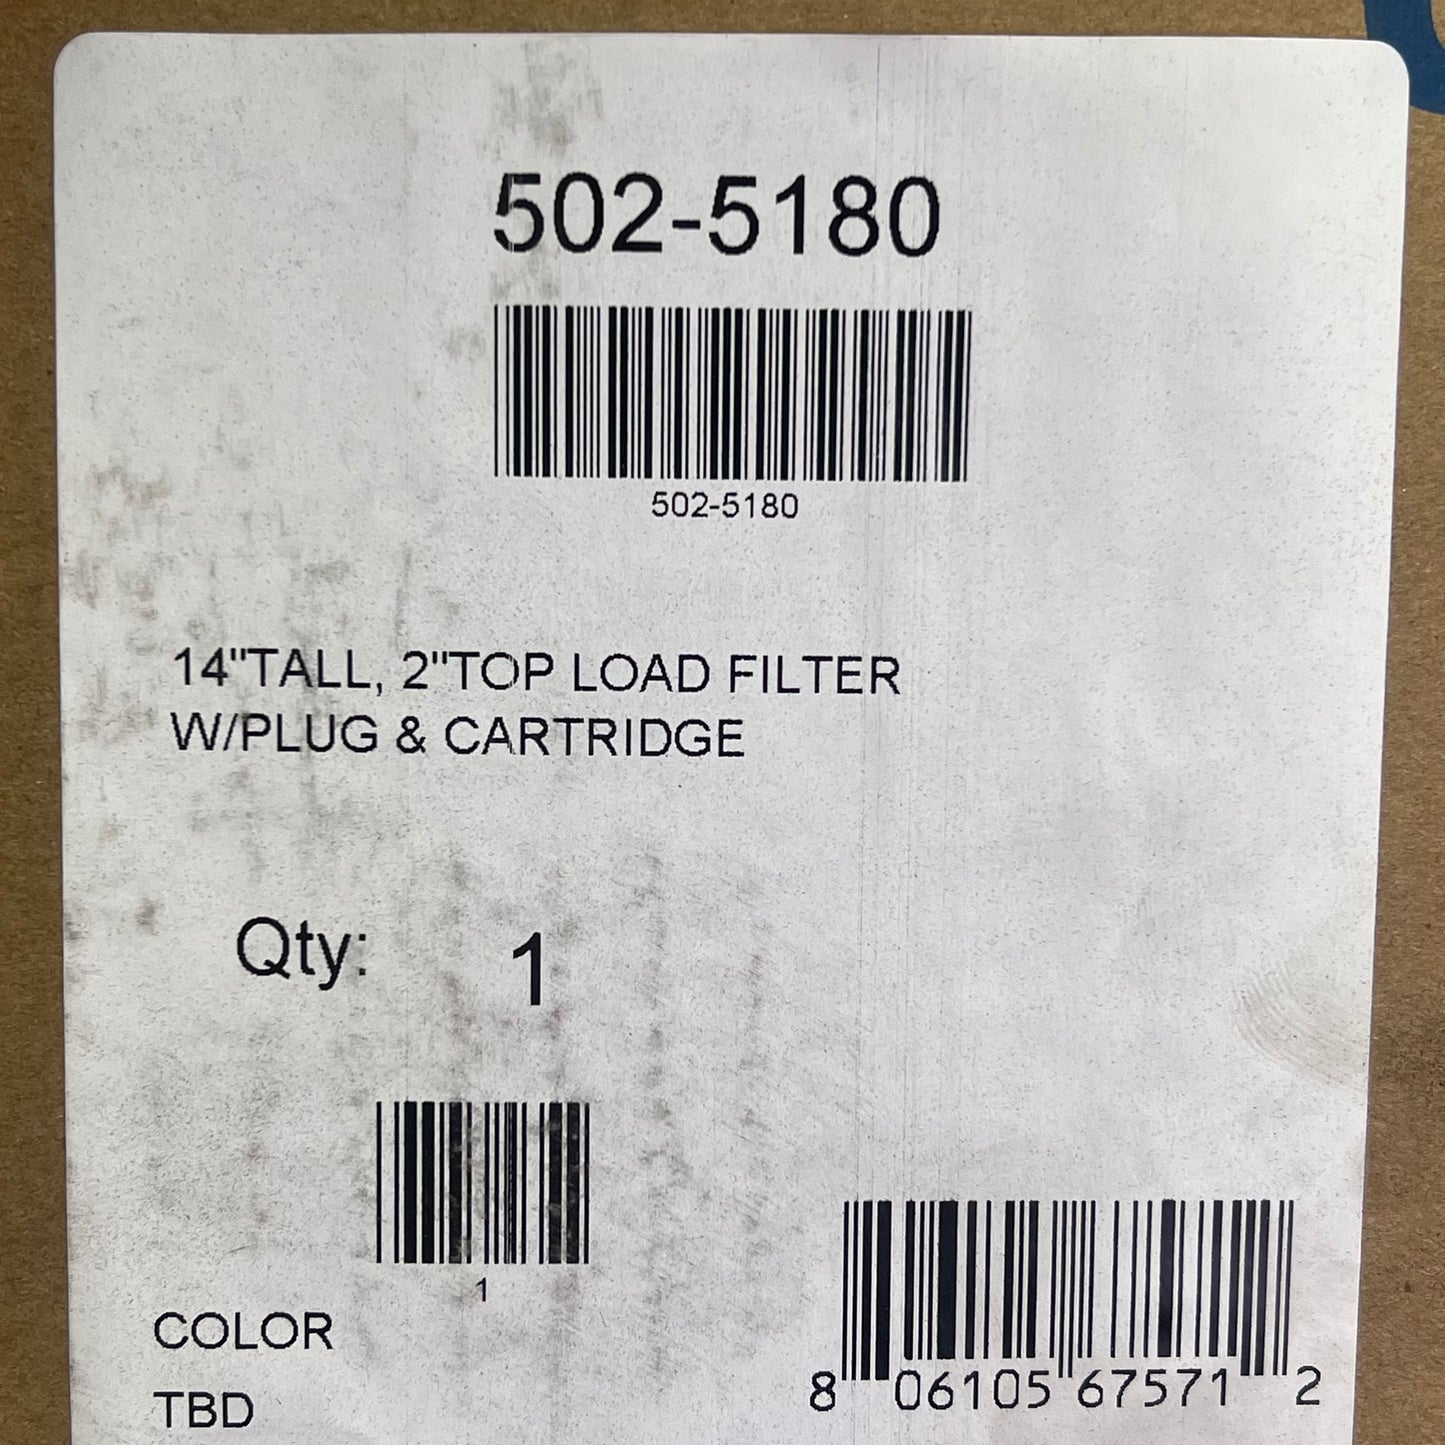 502-5180
502-5180
14"TALL, 2"TOP LOAD FILTER
W/PLUG & CARTRIDGE
Qty: 1
1
COLOR
TBD
8 06105 67571 2